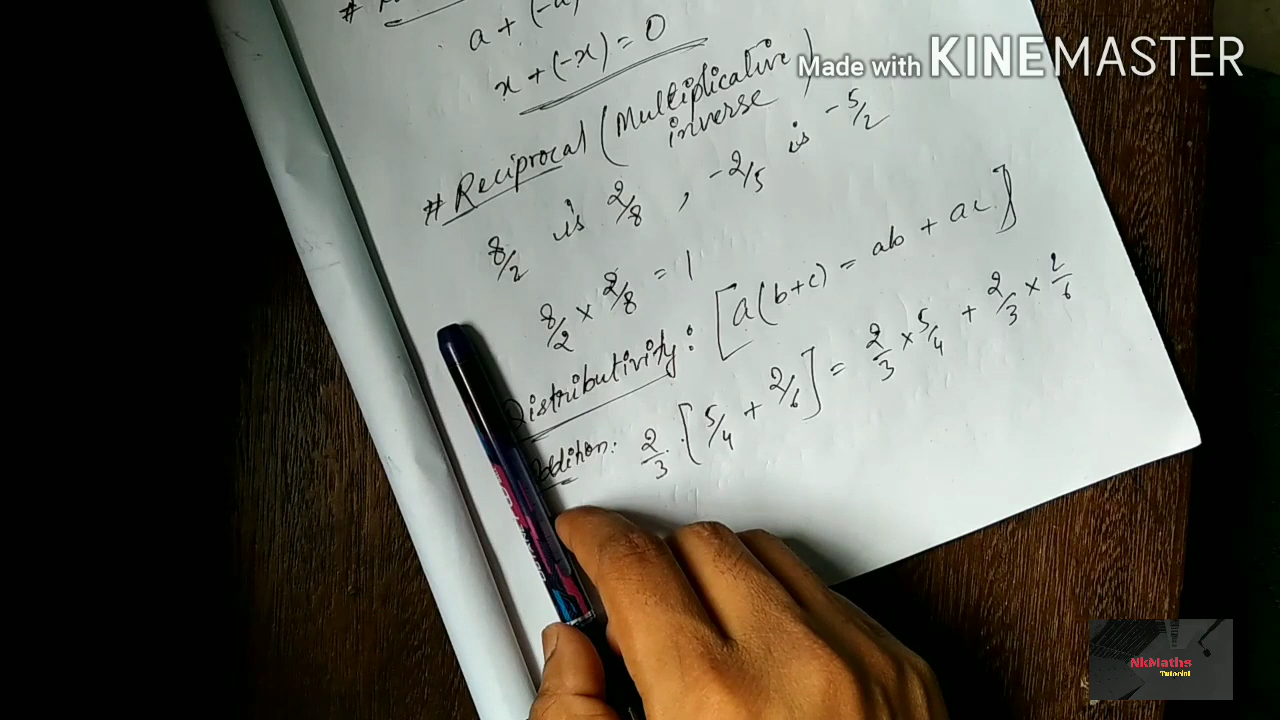 #
a + (-a)
x + (-x) = 0
Made with KINEMASTER
# Reciprocal (Multiplicative inverse)
8/2 is 2/8 , -2/5 is -5/2
8/2 × 2/8 = 1
Distributivity : [a(b+c) = ab + ac]
Addition: 2/3 . [5/4 + 2/6] = 2/3 × 5/4 + 2/3 × 2/6
NkMaths
Tutorial